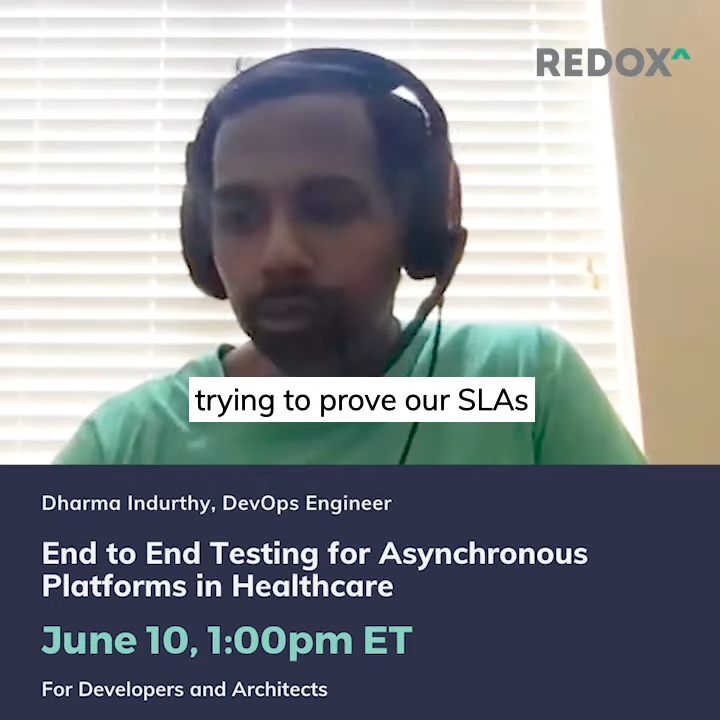 REDOX^
trying to prove our SLAs
Dharma Indurthy, DevOps Engineer
End to End Testing for Asynchronous
Platforms in Healthcare
June 10, 1:00pm ET
For Developers and Architects